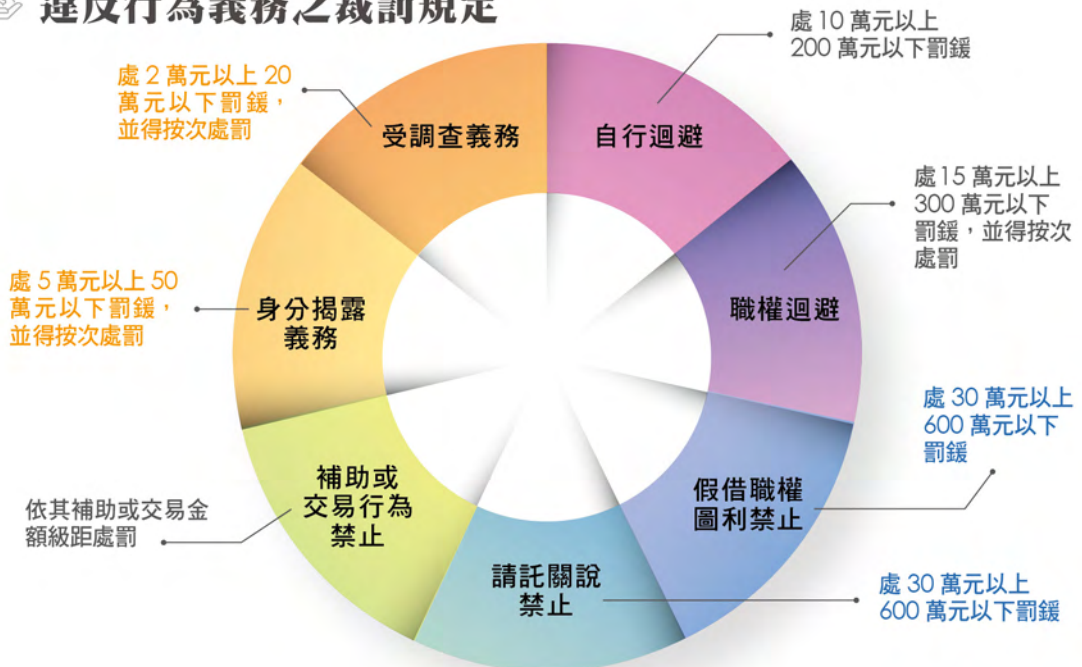 違反行為義務之裁罰規定
處 10 萬元以上
200 萬元以下罰鍰
自行迴避
處 15 萬元以上
300 萬元以下
罰鍰，並得按次
處罰
職權迴避
處 30 萬元以上
600 萬元以下
罰鍰
假借職權
圖利禁止
處 30 萬元以上
600 萬元以下罰鍰
請託關說
禁止
依其補助或交易金
額級距處罰
補助或
交易行為
禁止
處 5 萬元以上 50
萬元以下罰鍰，
並得按次處罰
身分揭露
義務
處 2 萬元以上 20
萬元以下罰鍰，
並得按次處罰
受調查義務